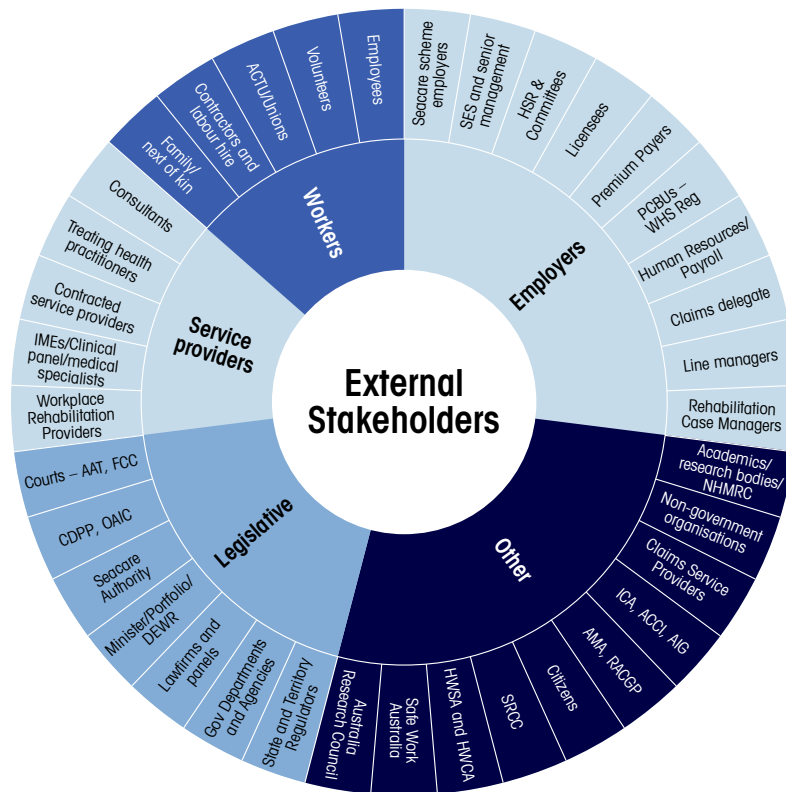 External
Stakeholders
Employers
Seacare scheme
employers
SES and senior
management
HSR &
Committees
Licensees
Premium Payers
PCBUs –
WHS Reg
Human Resources/
Payroll
Claims delegate
Line managers
Rehabilitation
Case Managers
Other
Academics/
research bodies/
NHMRC
Non-government
organisations
Claims Service
Providers
ICA, ACCI, AIG
AMA, RACGP
Citizens
SRCC
HWSA and HWCA
Safe Work
Australia
Australia
Research Council
Legislative
State and Territory
Regulators
Gov Departments
and Agencies
Lawfirms and
panels
Minister/Portfolio/
DEWR
Seacare
Authority
CDPP, OAIC
Courts – AAT, FCC
Service
providers
Workplace
Rehabilitation
Providers
IMEs/Clinical
panel/medical
specialists
Contracted
service providers
Treating health
practitioners
Consultants
Workers
Family/
next of kin
Contractors and
labour hire
ACTU/Unions
Volunteers
Employees